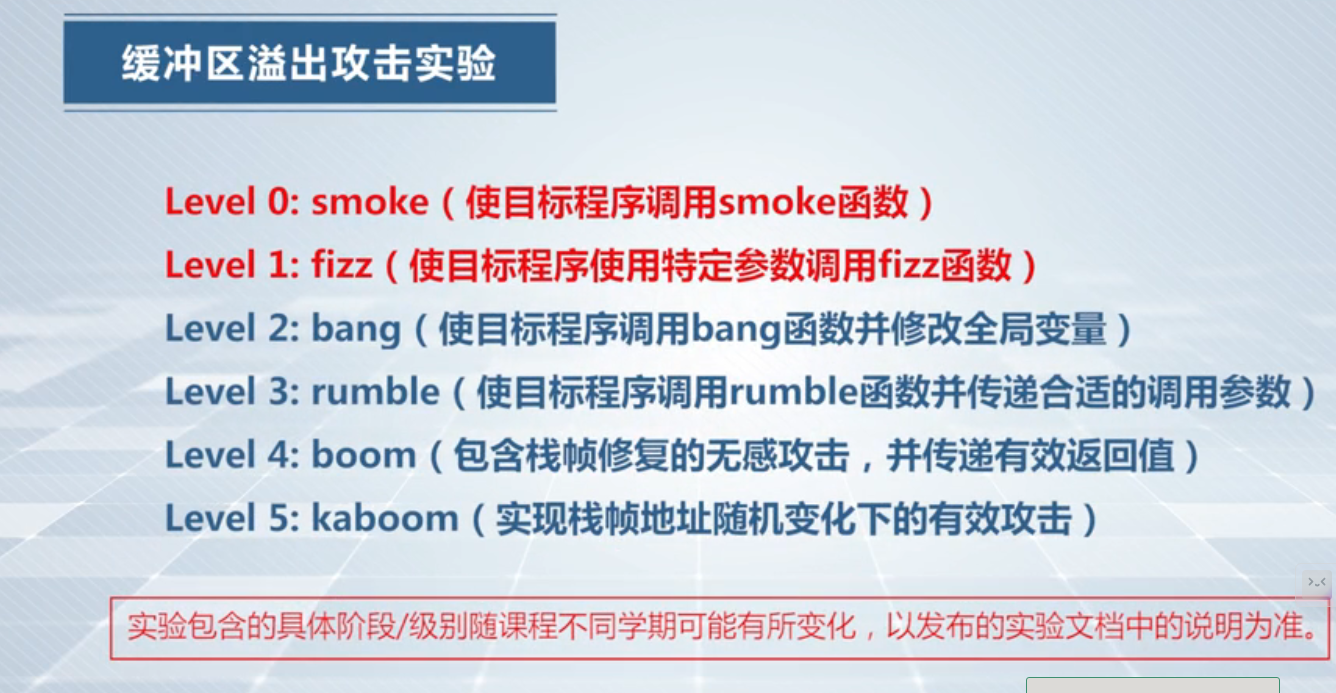 缓冲区溢出攻击实验
Level 0: smoke（使目标程序调用smoke函数）
Level 1: fizz（使目标程序使用特定参数调用fizz函数）
Level 2: bang（使目标程序调用bang函数并修改全局变量）
Level 3: rumble（使目标程序调用rumble函数并传递合适的调用参数）
Level 4: boom（包含栈帧修复的无感攻击，并传递有效返回值）
Level 5: kaboom（实现栈帧地址随机变化下的有效攻击）
实验包含的具体阶段/级别随课程不同学期可能有所变化，以发布的实验文档中的说明为准。